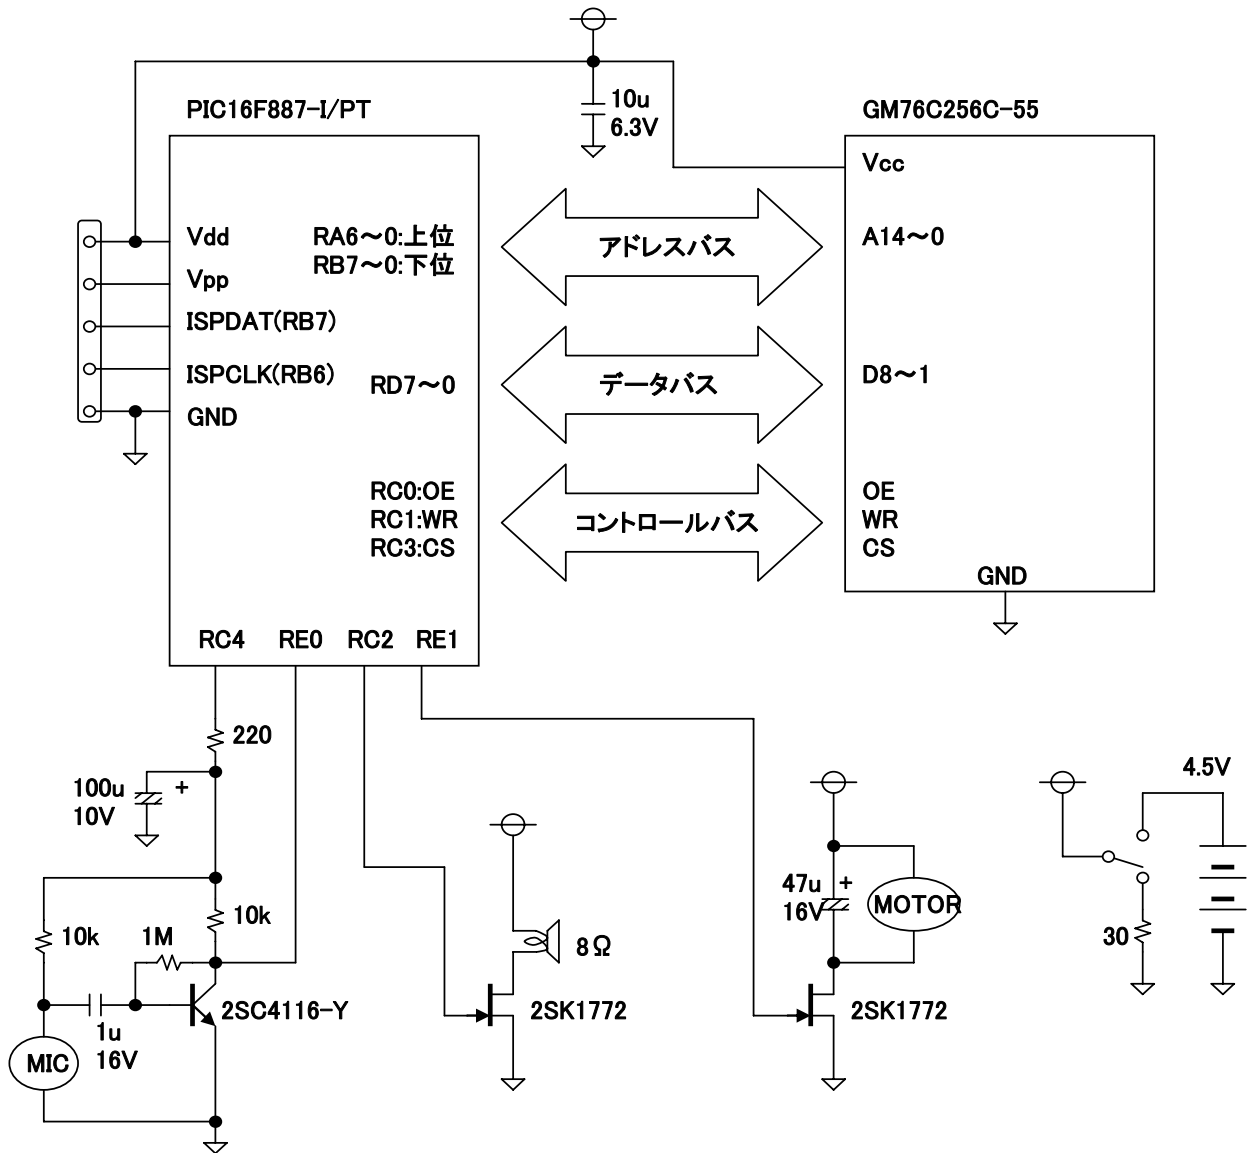 PIC16F887-I/PT
10u
6.3V
GM76C256C-55
Vcc
Vdd
RA6～0:上位
RB7～0:下位
アドレスバス
A14～0
Vpp
ISPDAT(RB7)
ISPCLK(RB6)
RD7～0
データバス
D8～1
GND
RC0:OE
RC1:WR
RC3:CS
コントロールバス
OE
WR
CS
GND
RC4
RE0
RC2
RE1
220
100u
10V
+
4.5V
47u
16V
+
MOTOR
10k
1M
10k
8Ω
30
1u
16V
MIC
2SC4116-Y
2SK1772
2SK1772